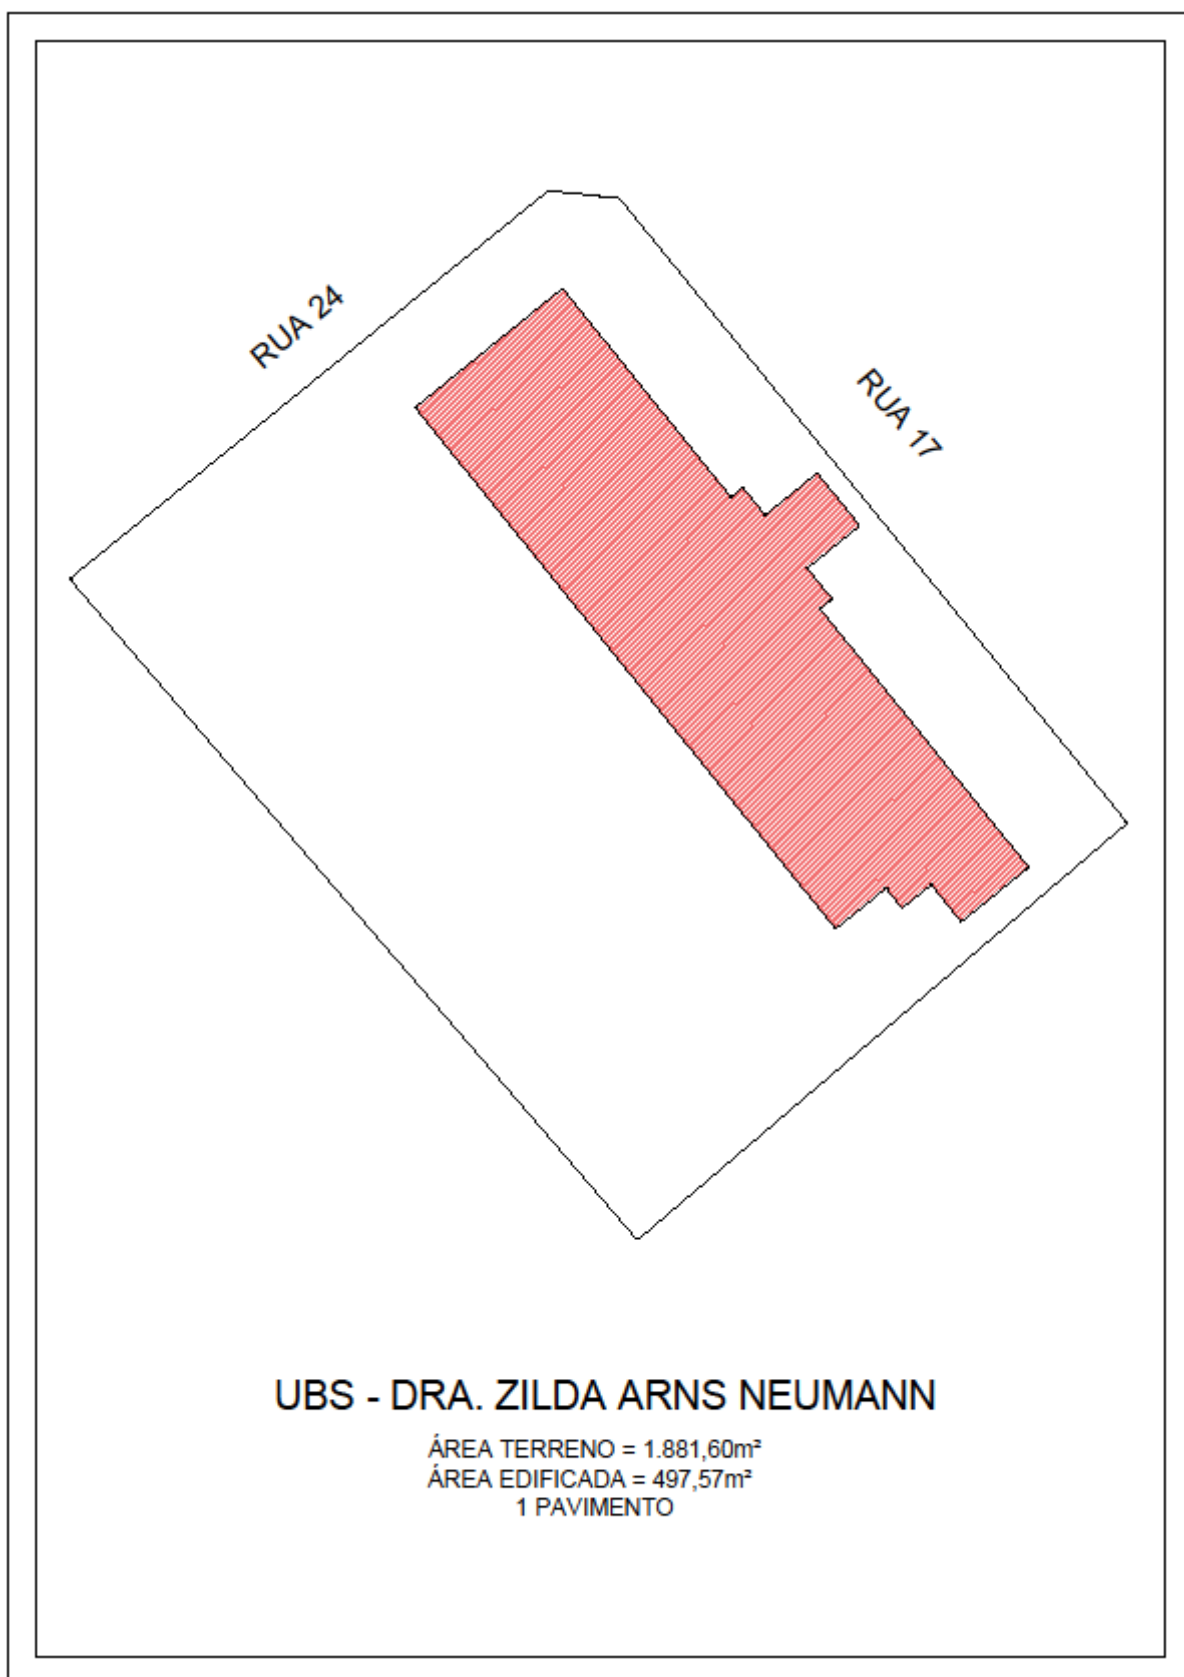 RUA 24
RUA 17
UBS - DRA. ZILDA ARNS NEUMANN
ÁREA TERRENO = 1.881,60m²
ÁREA EDIFICADA = 497,57m²
1 PAVIMENTO